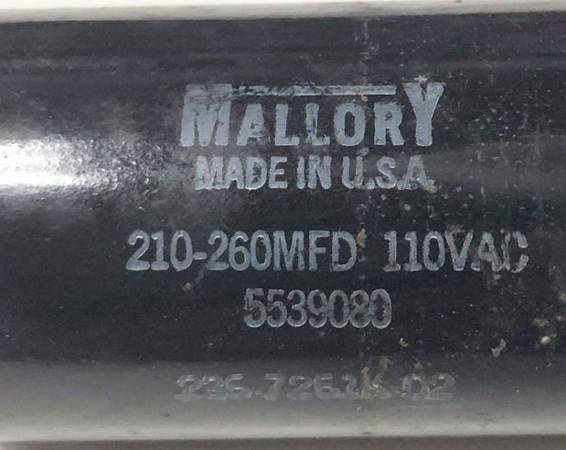 MALLORY
MADE IN U.S.A.
210-260MFD 110VAC
5539080